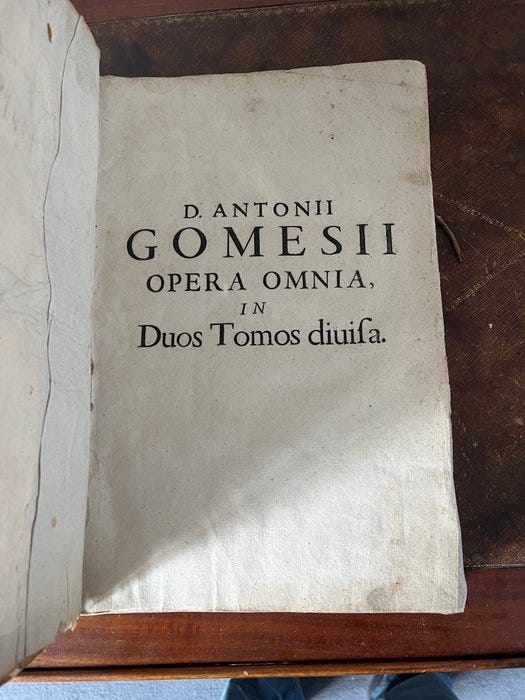 D. ANTONII
GOMESII
OPERA OMNIA,
IN
Duos Tomos diuiſa.